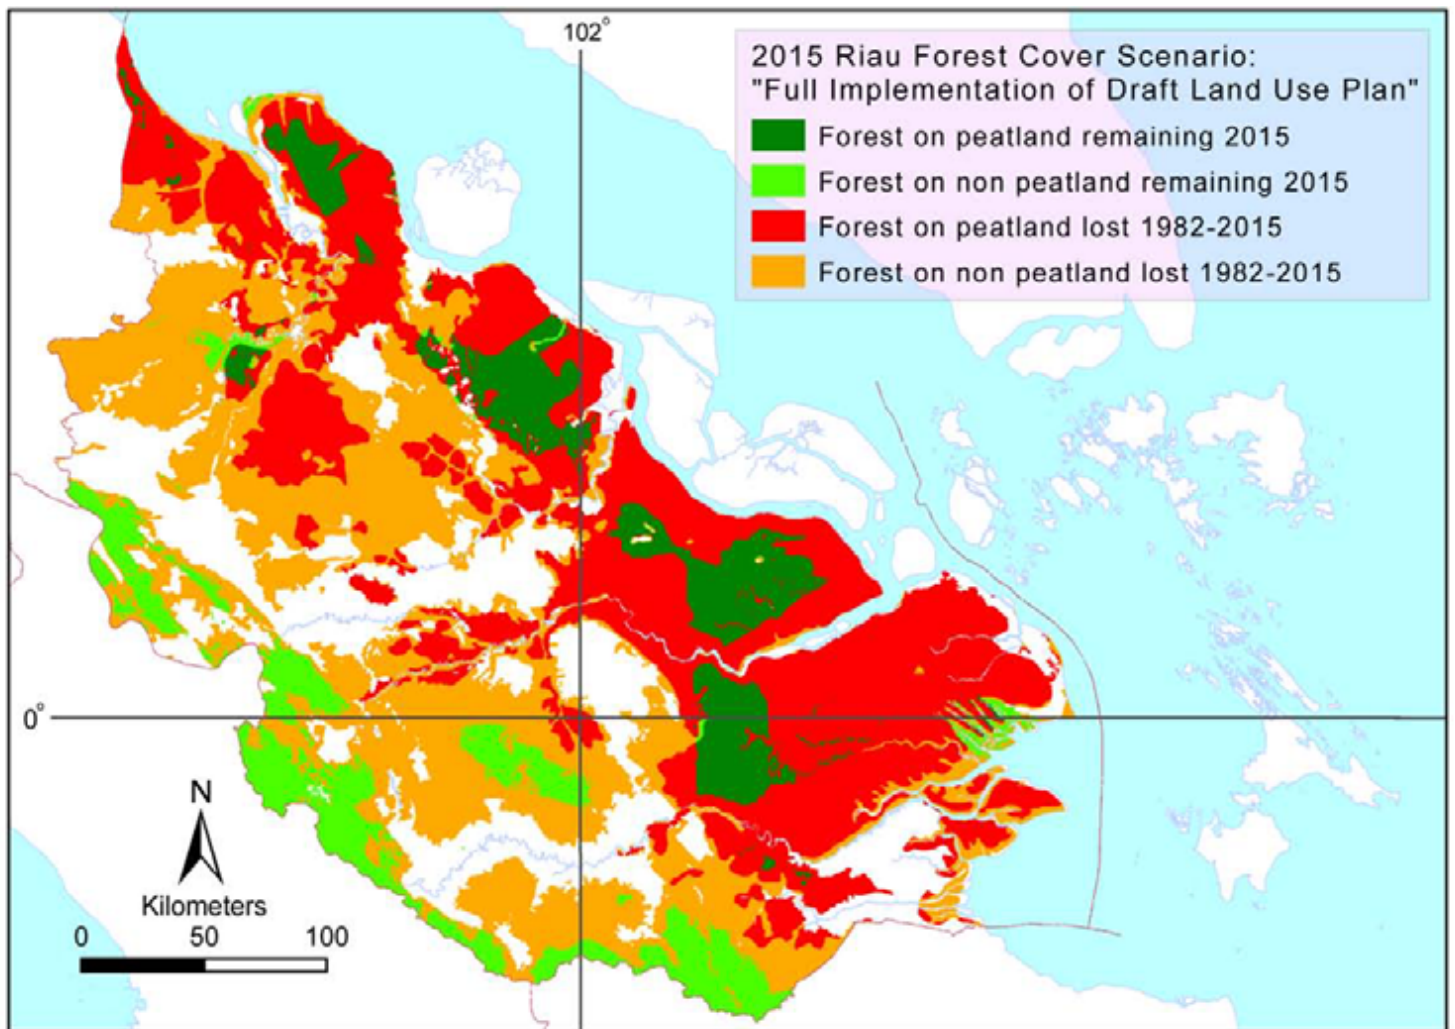 102°
2015 Riau Forest Cover Scenario:
"Full Implementation of Draft Land Use Plan"
Forest on peatland remaining 2015
Forest on non peatland remaining 2015
Forest on peatland lost 1982-2015
Forest on non peatland lost 1982-2015
0°
N
Kilometers
0 50 100